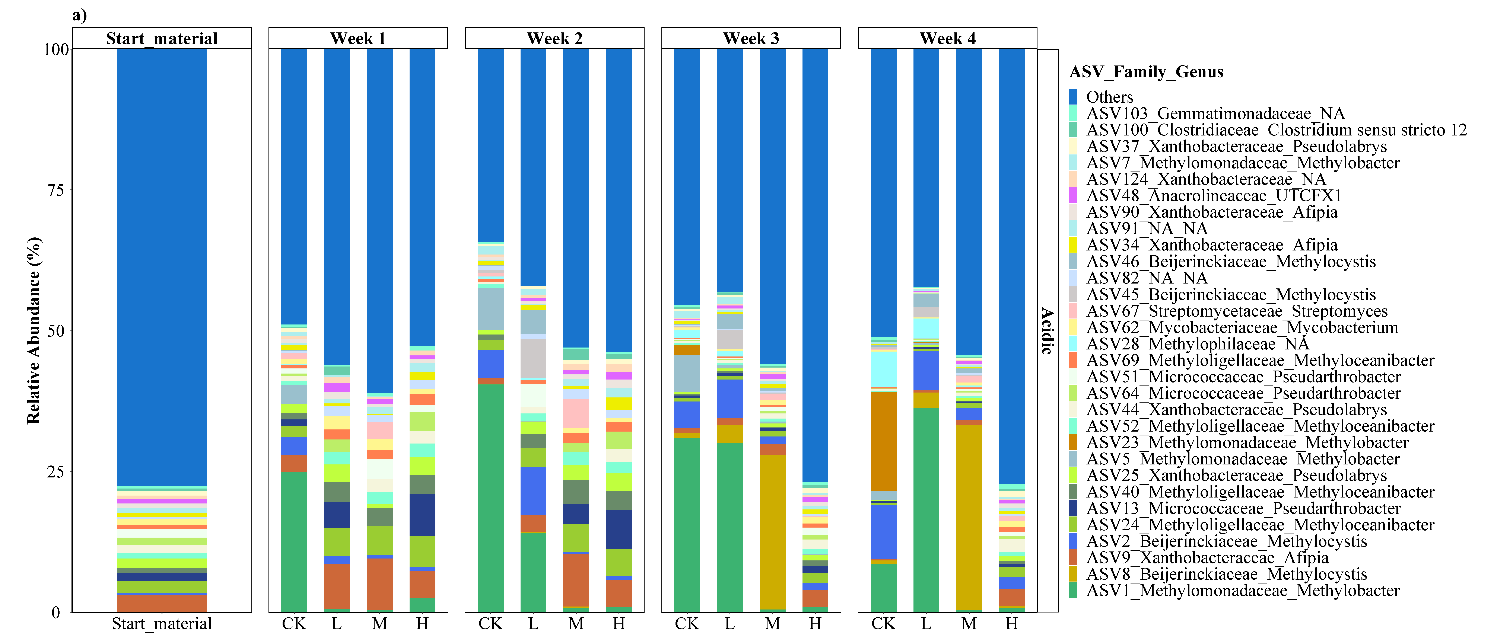 a)
Start_material
Week 1
Week 2
Week 3
Week 4
100
75
50
25
0
Relative Abundance (%)
Start_material
CK L M H
CK L M H
CK L M H
CK L M H
Acidic
ASV_Family_Genus
Others
ASV103_Gemmatimonadaceae_NA
ASV100_Clostridiaceae_Clostridium sensu stricto 12
ASV37_Xanthobacteraceae_Pseudolabrys
ASV7_Methylomonadaceae_Methylobacter
ASV124_Xanthobacteraceae_NA
ASV48_Anaerolineaceae_UTCFX1
ASV90_Xanthobacteraceae_Afipia
ASV91_NA_NA
ASV34_Xanthobacteraceae_Afipia
ASV46_Beijerinckiaceae_Methylocystis
ASV82_NA_NA
ASV45_Beijerinckiaceae_Methylocystis
ASV67_Streptomycetaceae_Streptomyces
ASV62_Mycobacteriaceae_Mycobacterium
ASV28_Methylophilaceae_NA
ASV69_Methyloligellaceae_Methyloceanibacter
ASV51_Micrococcaceae_Pseudarthrobacter
ASV64_Micrococcaceae_Pseudarthrobacter
ASV44_Xanthobacteraceae_Pseudolabrys
ASV52_Methyloligellaceae_Methyloceanibacter
ASV23_Methylomonadaceae_Methylobacter
ASV5_Methylomonadaceae_Methylobacter
ASV25_Xanthobacteraceae_Pseudolabrys
ASV40_Methyloligellaceae_Methyloceanibacter
ASV13_Micrococcaceae_Pseudarthrobacter
ASV24_Methyloligellaceae_Methyloceanibacter
ASV2_Beijerinckiaceae_Methylocystis
ASV9_Xanthobacteraceae_Afipia
ASV8_Beijerinckiaceae_Methylocystis
ASV1_Methylomonadaceae_Methylobacter